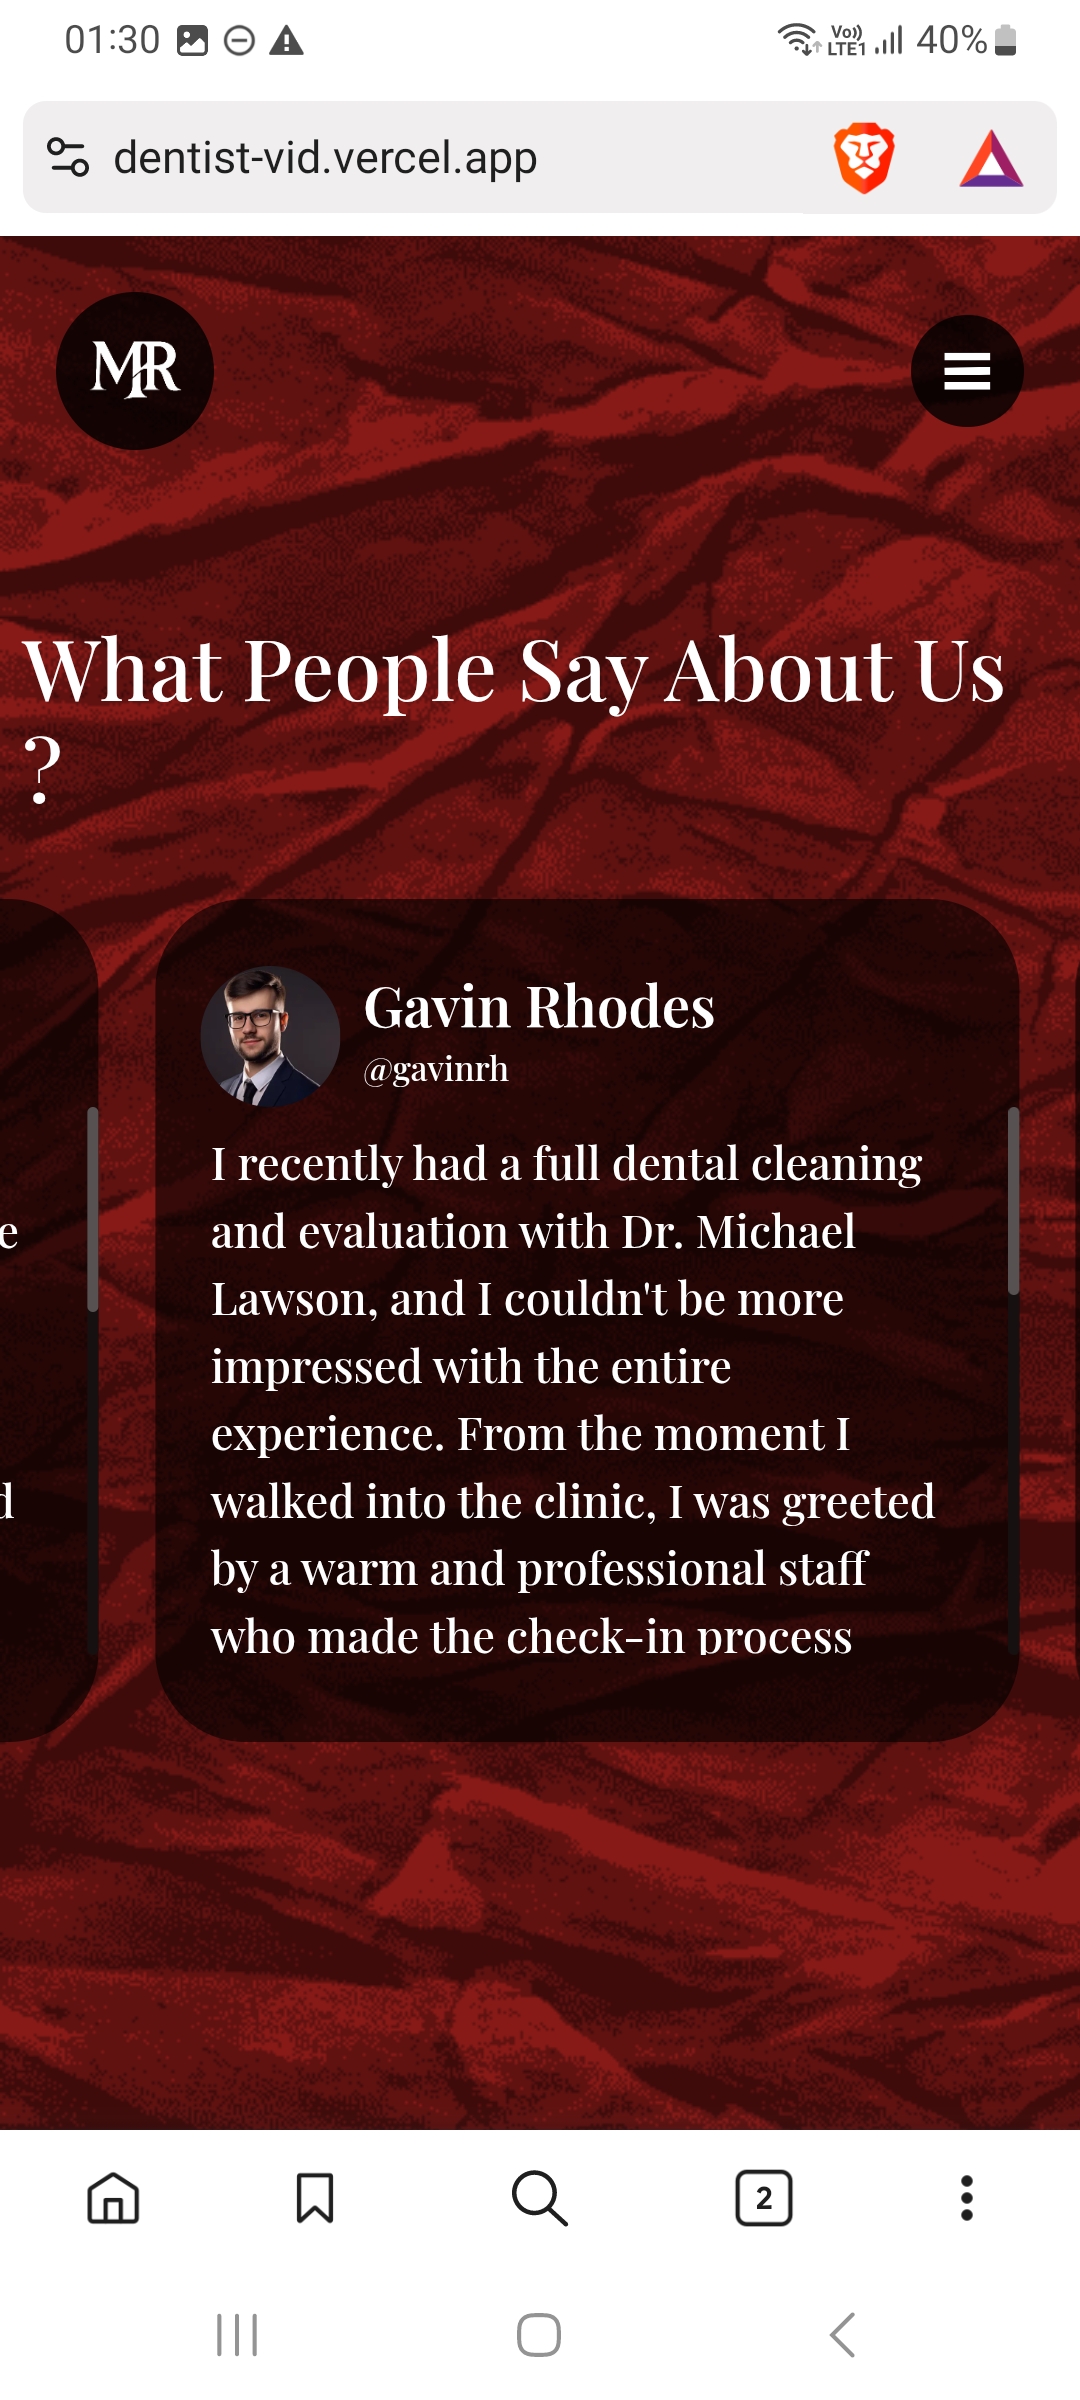 01:30
Vo))
LTE1
40%
dentist-vid.vercel.app
MR
What People Say About Us
?
Gavin Rhodes
@gavinrh
I recently had a full dental cleaning
and evaluation with Dr. Michael
e
Lawson, and I couldn't be more
impressed with the entire
experience. From the moment I
walked into the clinic, I was greeted
d
by a warm and professional staff
who made the check-in process
2